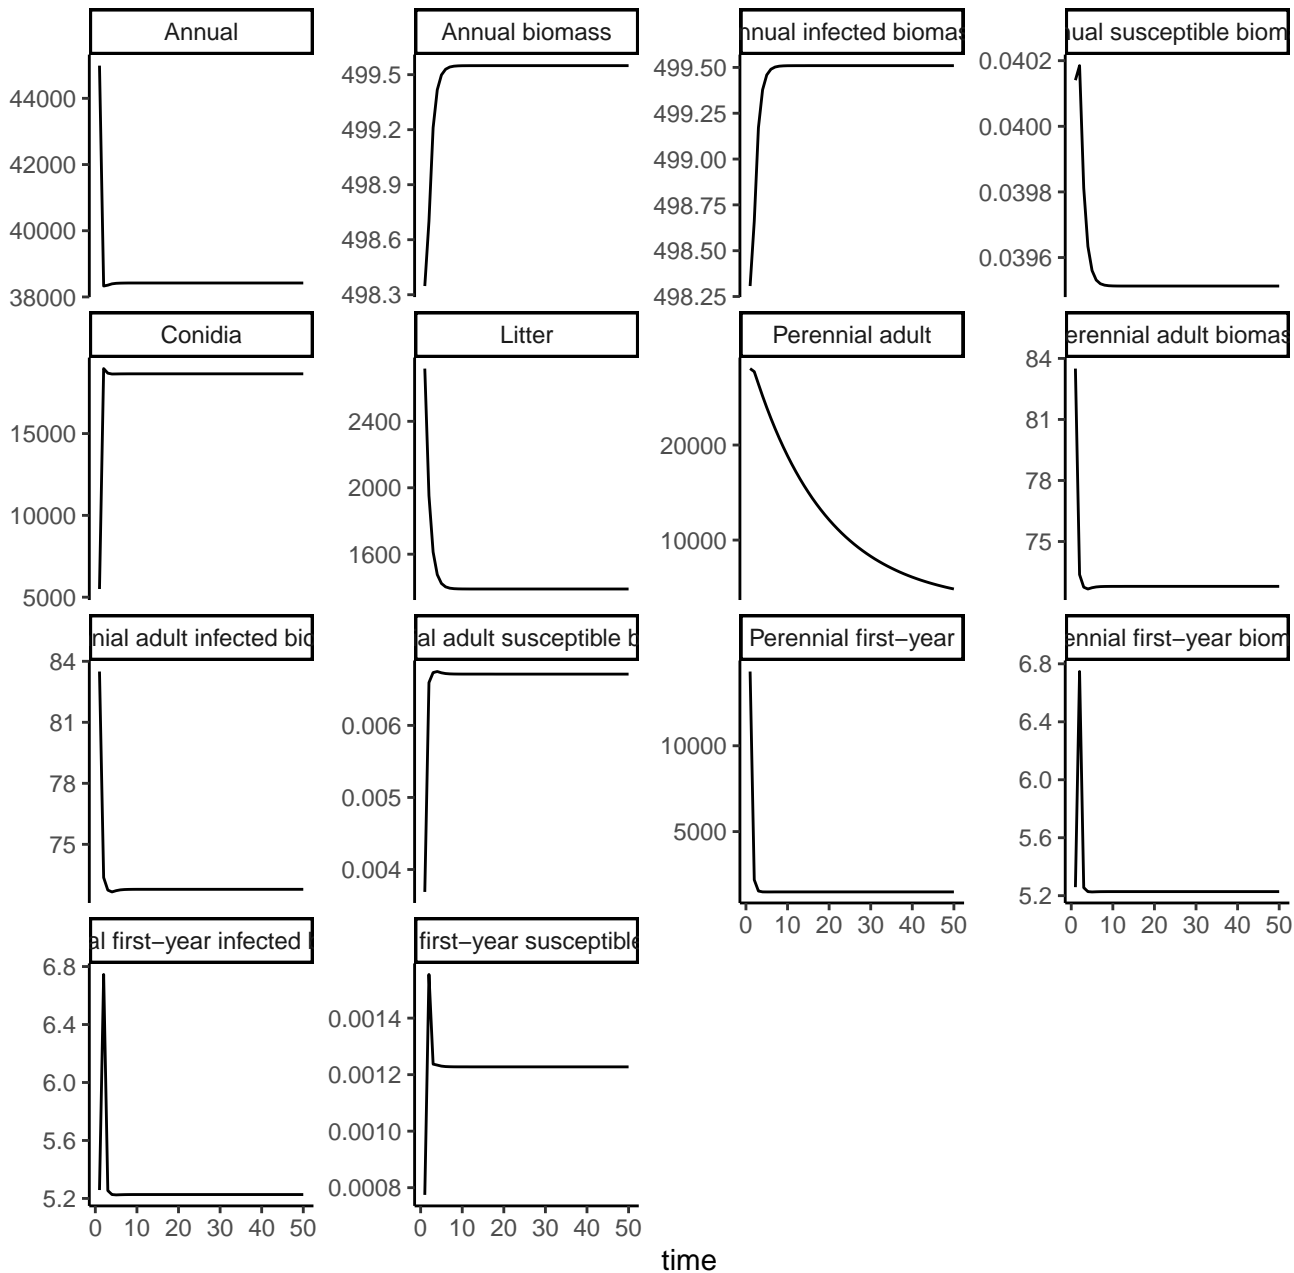 Annual
Annual biomass
nnual infected biomas
ual susceptible biom
44000
42000
40000
38000
499.5
499.2
498.9
498.6
498.3
499.50
499.25
499.00
498.75
498.50
498.25
0.0402
0.0400
0.0398
0.0396
Conidia
Litter
Perennial adult
erennial adult biomas
15000
10000
5000
2400
2000
1600
20000
10000
84
81
78
75
nial adult infected bio
al adult susceptible b
Perennial first−year
ennial first−year biom
84
81
78
75
0.006
0.005
0.004
10000
5000
0 10 20 30 40 50
6.8
6.4
6.0
5.6
5.2
0 10 20 30 40 50
al first−year infected
first−year susceptible
6.8
6.4
6.0
5.6
5.2
0 10 20 30 40 50
0.0014
0.0012
0.0010
0.0008
0 10 20 30 40 50
time